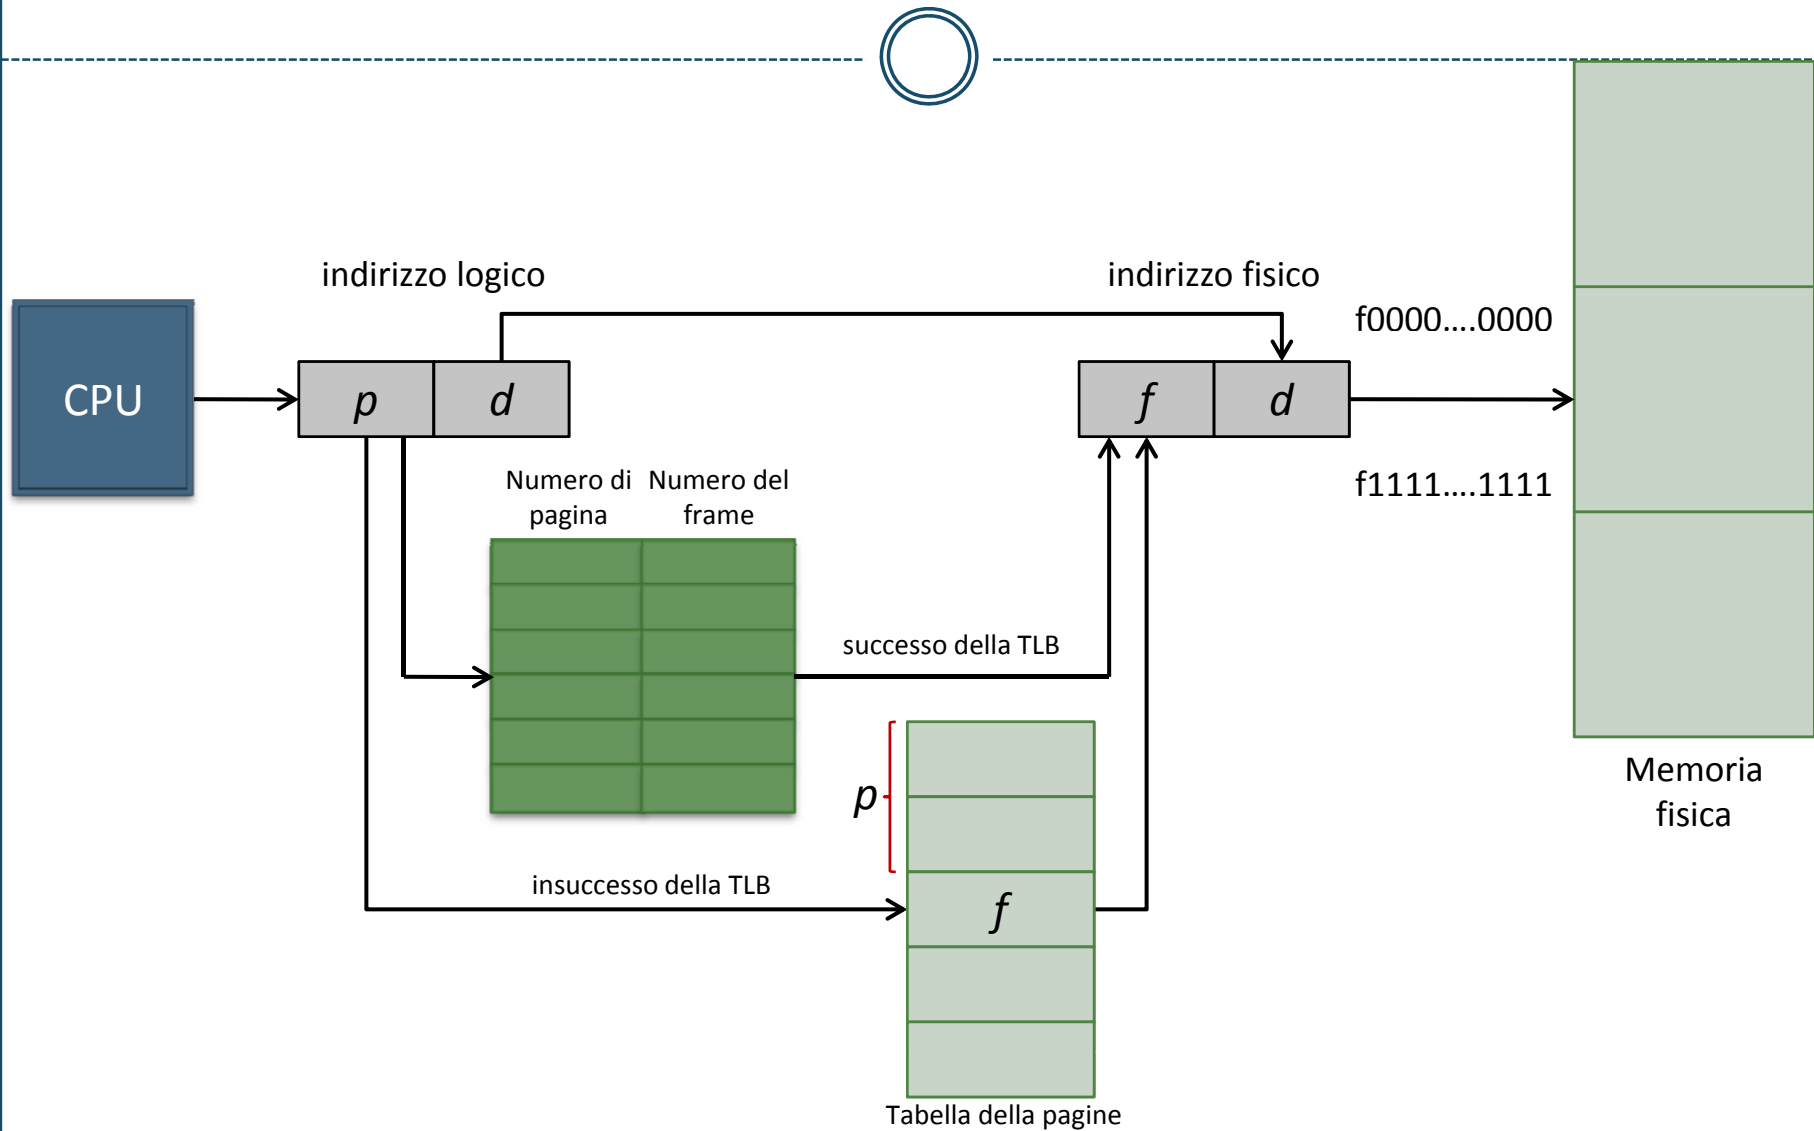 indirizzo logico
indirizzo fisico
f0000....0000
CPU
p
d
f
d
f1111....1111
Numero di
pagina
Numero del
frame
successo della TLB
Memoria
fisica
p
insuccesso della TLB
f
Tabella della pagine